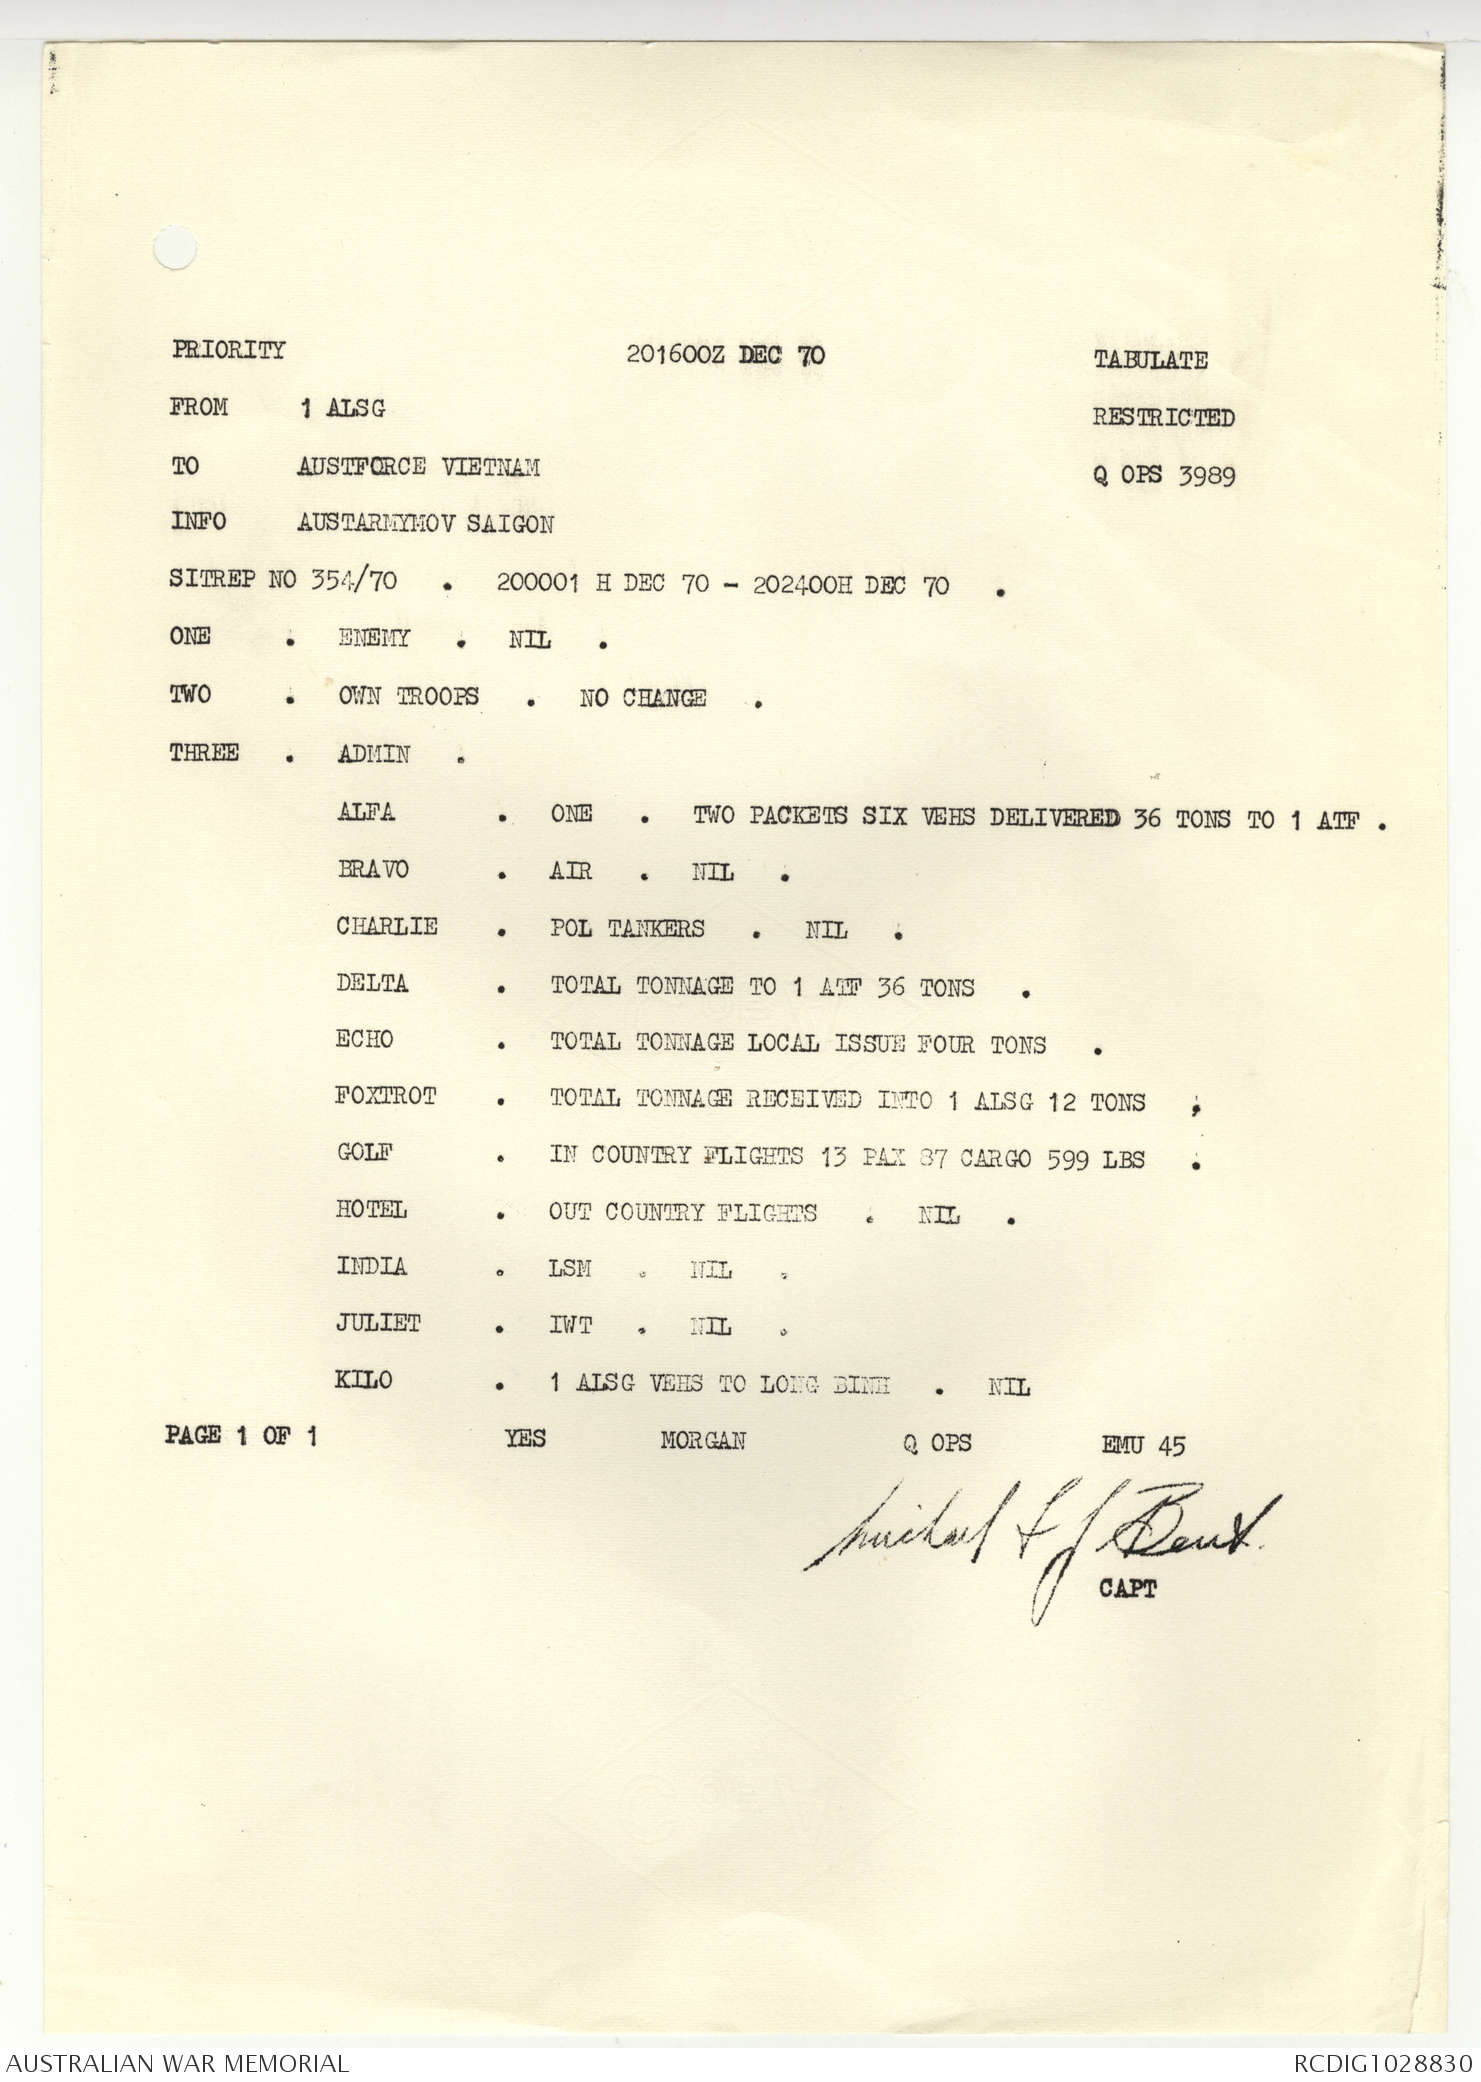 PRIORITY 201600Z DEC 70 TABULATE
FROM 1 ALSG RESTRICTED
TO AUSTFORCE VIETNAM Q OPS 3989
INFO AUSTARMYMOV SAIGON
SITREP NO 354/70 . 200001 H DEC 70 - 202400H DEC 70 .
ONE . ENEMY . NIL .
TWO . OWN TROOPS . NO CHANGE .
THREE . ADMIN .
ALFA . ONE . TWO PACKETS SIX VEHS DELIVERED 36 TONS TO 1 ATF .
BRAVO . AIR . NIL .
CHARLIE . POL TANKERS . NIL .
DELTA . TOTAL TONNAGE TO 1 ATF 36 TONS .
ECHO . TOTAL TONNAGE LOCAL ISSUE FOUR TONS .
FOXTROT . TOTAL TONNAGE RECEIVED INTO 1 ALSG 12 TONS ;
GOLF . IN COUNTRY FLIGHTS 13 PAX 87 CARGO 599 LBS .
HOTEL . OUT COUNTRY FLIGHTS . NIL .
INDIA . LSM . NIL .
JULIET . IWT . NIL .
KILO . 1 ALSG VEHS TO LONG BINH . NIL
PAGE 1 OF 1 YES MORGAN Q OPS EMU 45
Michael
CAPT
AUSTRALIAN WAR MEMORIAL RCDIG1028830